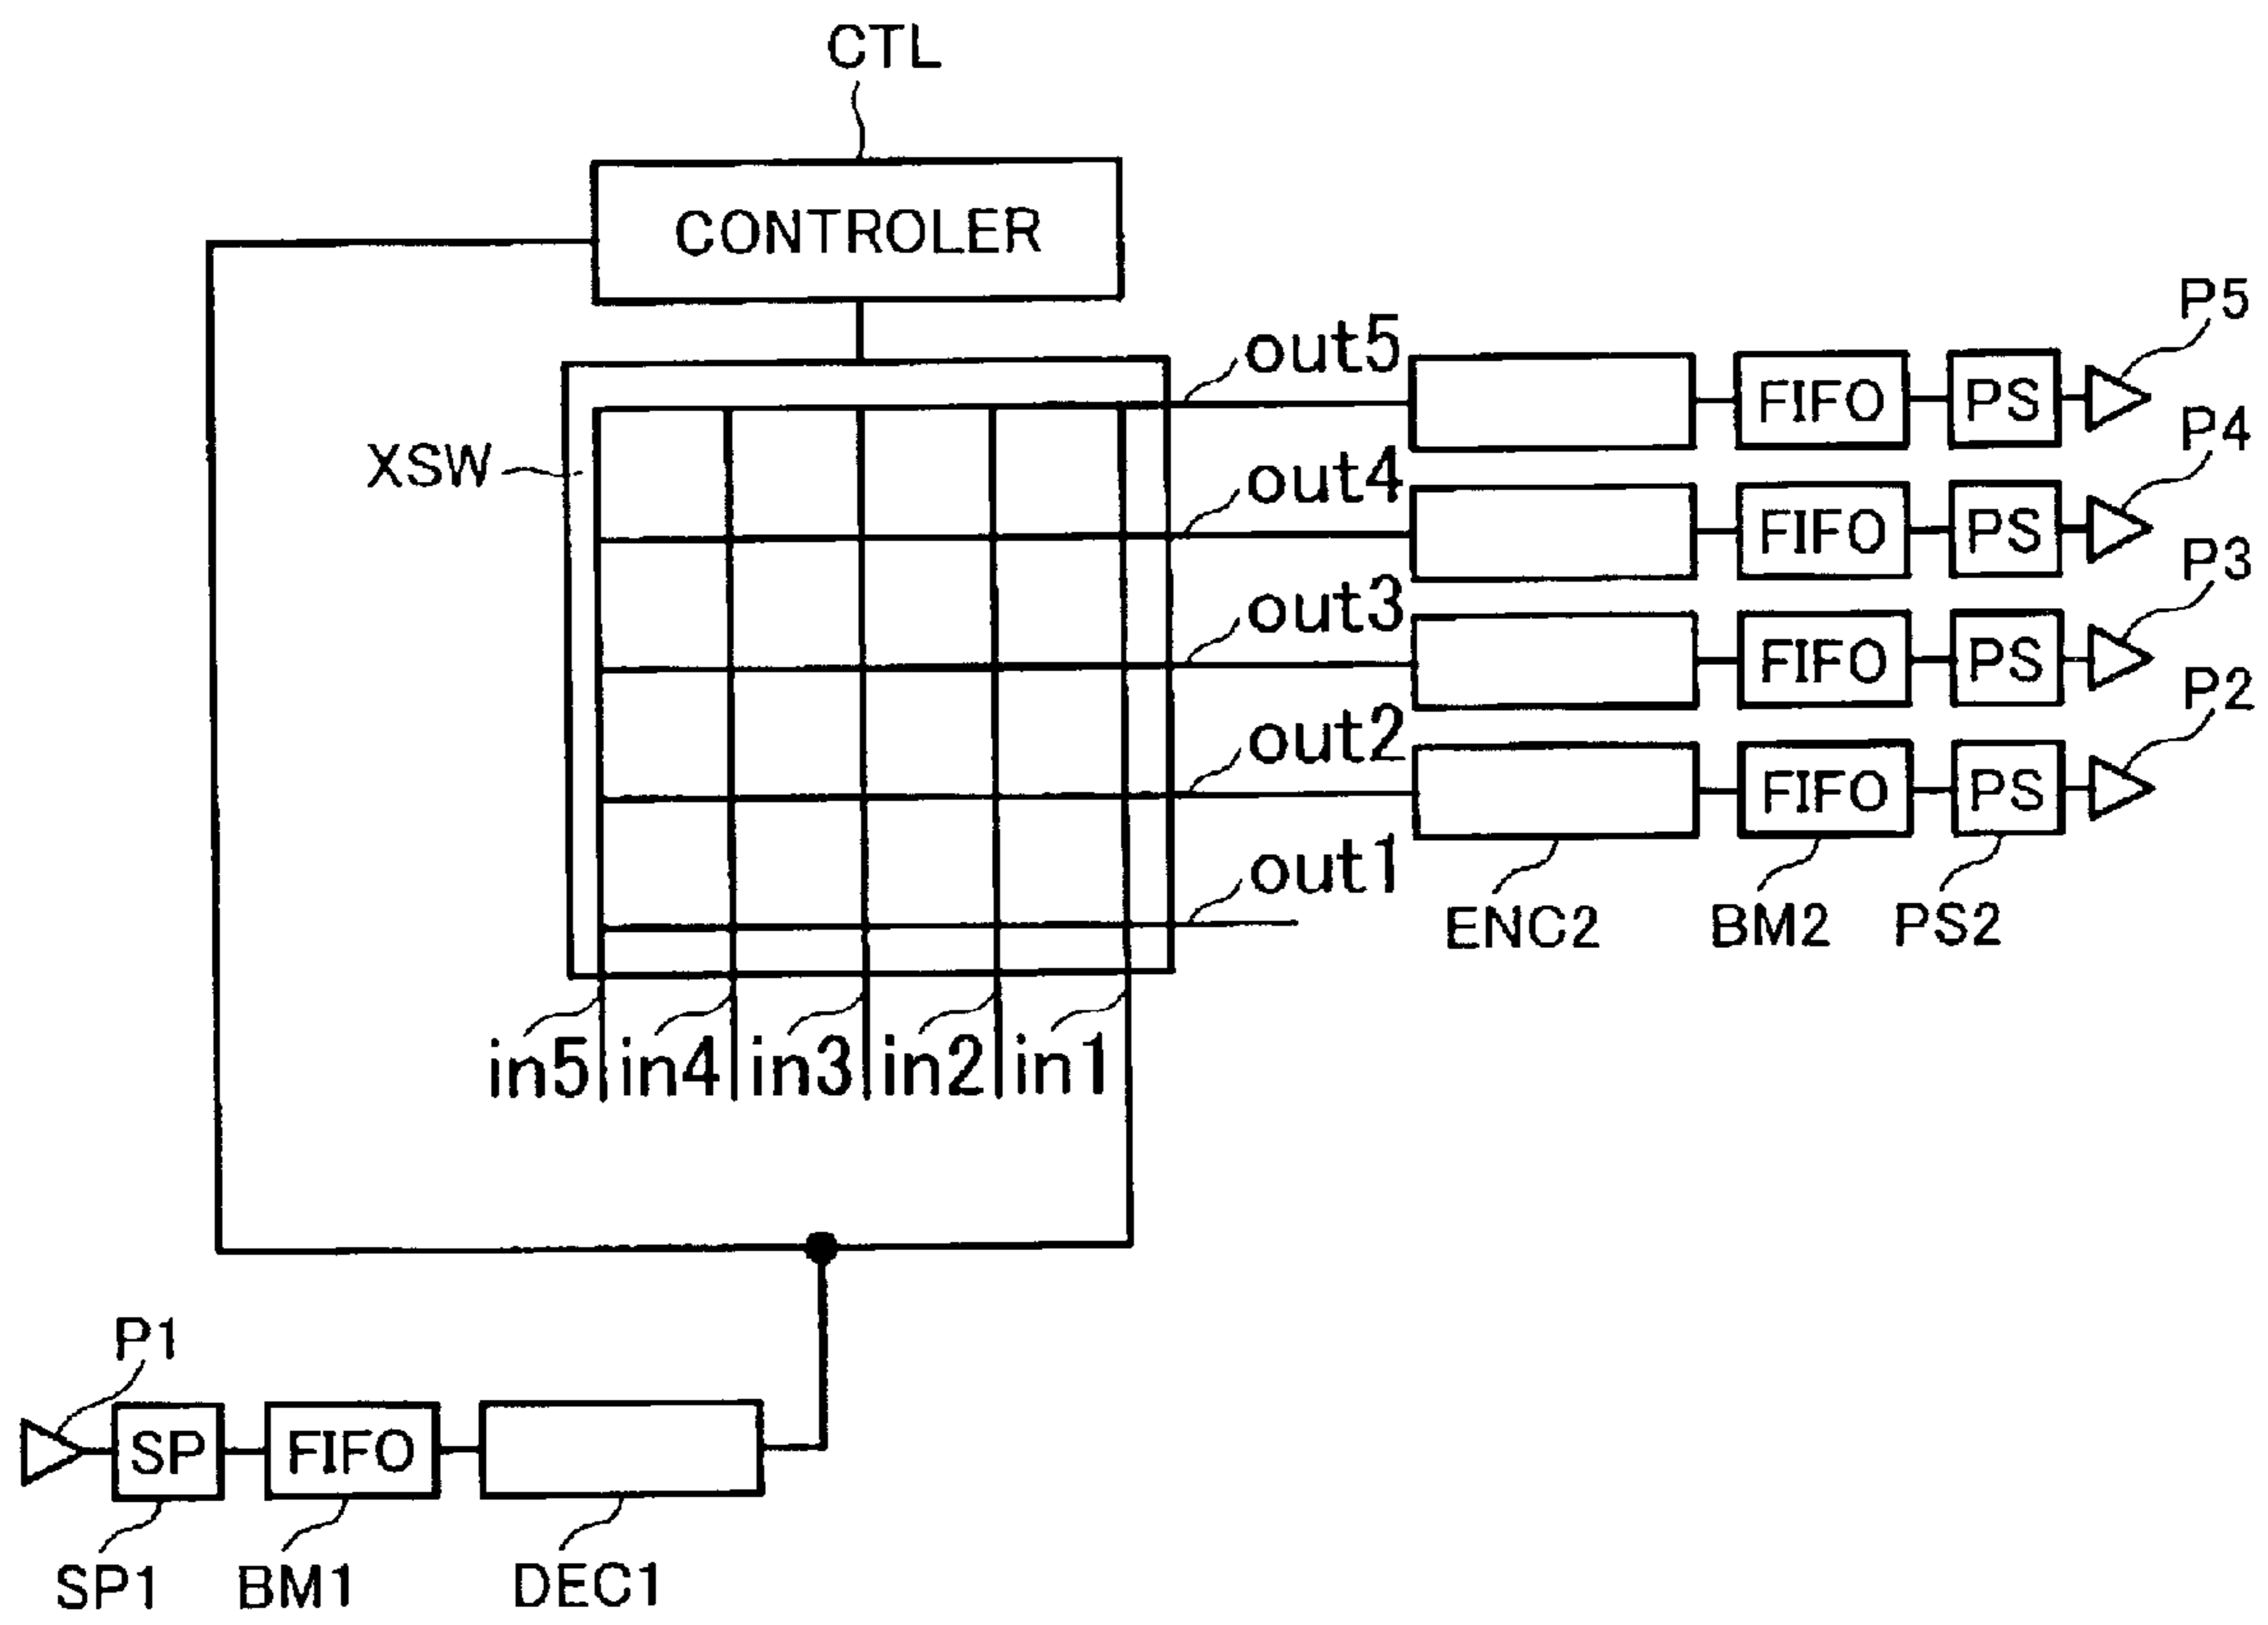 CTL
CONTROLER
XSW
out5
FIFO
PS
P5
out4
FIFO
PS
P4
out3
FIFO
PS
P3
out2
FIFO
PS
P2
out1
ENC2
BM2
PS2
in5
in4
in3
in2
in1
P1
SP
FIFO
SP1
BM1
DEC1